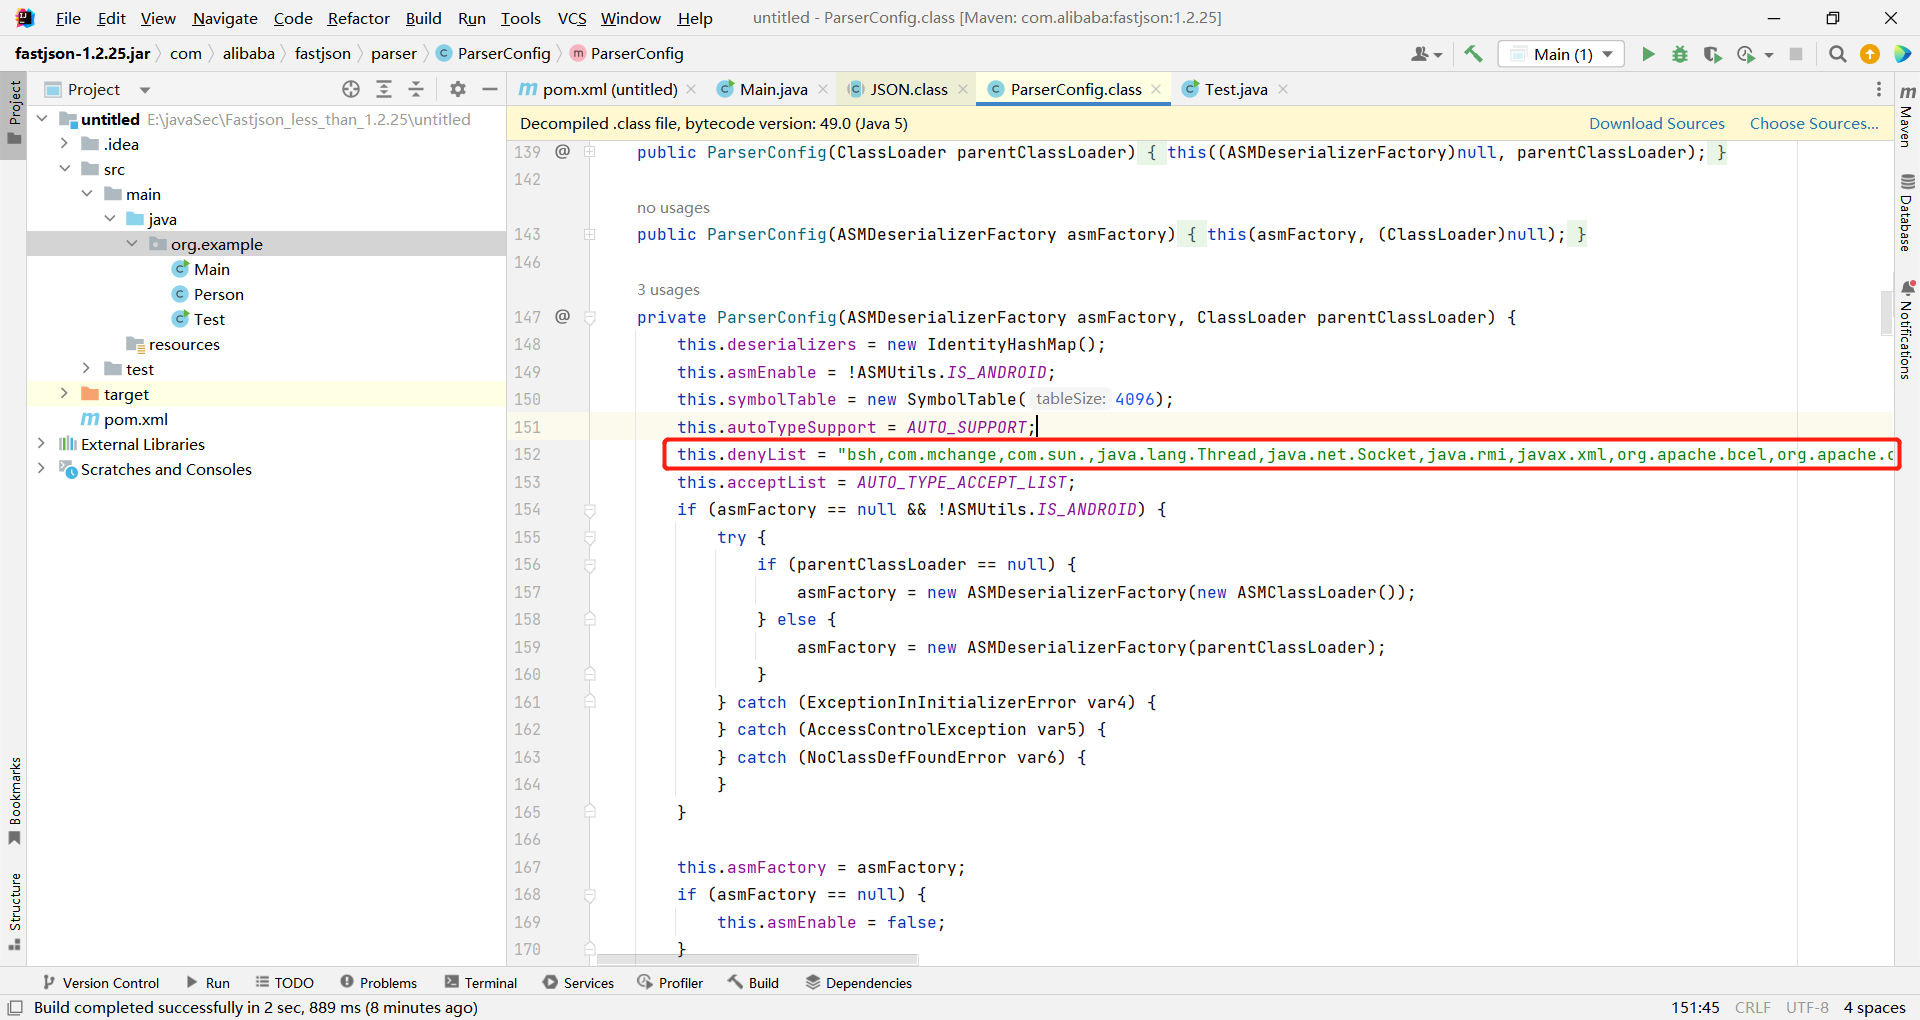 File Edit View Navigate Code Refactor Build Run Tools VCS Window Help untitled - ParserConfig.class [Maven: com.alibaba:fastjson:1.2.25]
fastjson-1.2.25.jar com alibaba fastjson parser ParserConfig ParserConfig Main (1)
Project
pom.xml (untitled) Main.java JSON.class ParserConfig.class Test.java
Decompiled .class file, bytecode version: 49.0 (Java 5) Download Sources Choose Sources...
untitled E:\javaSec\Fastjson_less_than_1.2.25\untitled
.idea
src
main
java
org.example
Main
Person
Test
resources
test
target
pom.xml
External Libraries
Scratches and Consoles
139 @ public ParserConfig(ClassLoader parentClassLoader) { this((ASMDeserializerFactory)null, parentClassLoader); }
142
no usages
143 public ParserConfig(ASMDeserializerFactory asmFactory) { this(asmFactory, (ClassLoader)null); }
146
3 usages
147 @ private ParserConfig(ASMDeserializerFactory asmFactory, ClassLoader parentClassLoader) {
148 this.deserializers = new IdentityHashMap();
149 this.asmEnable = !ASMUtils.IS_ANDROID;
150 this.symbolTable = new SymbolTable( tableSize: 4096);
151 this.autoTypeSupport = AUTO_SUPPORT;
152 this.denyList = "bsh,com.mchange,com.sun.,java.lang.Thread,java.net.Socket,java.rmi,javax.xml,org.apache.bcel,org.apache.c
153 this.acceptList = AUTO_TYPE_ACCEPT_LIST;
154 if (asmFactory == null && !ASMUtils.IS_ANDROID) {
155 try {
156 if (parentClassLoader == null) {
157 asmFactory = new ASMDeserializerFactory(new ASMClassLoader());
158 } else {
159 asmFactory = new ASMDeserializerFactory(parentClassLoader);
160 }
161 } catch (ExceptionInInitializerError var4) {
162 } catch (AccessControlException var5) {
163 } catch (NoClassDefFoundError var6) {
164 }
165 }
166
167 this.asmFactory = asmFactory;
168 if (asmFactory == null) {
169 this.asmEnable = false;
170 }
Project
Bookmarks
Structure
m
Maven
Database
Notifications
Version Control Run TODO Problems Terminal Services Profiler Build Dependencies
Build completed successfully in 2 sec, 889 ms (8 minutes ago) 151:45 CRLF UTF-8 4 spaces